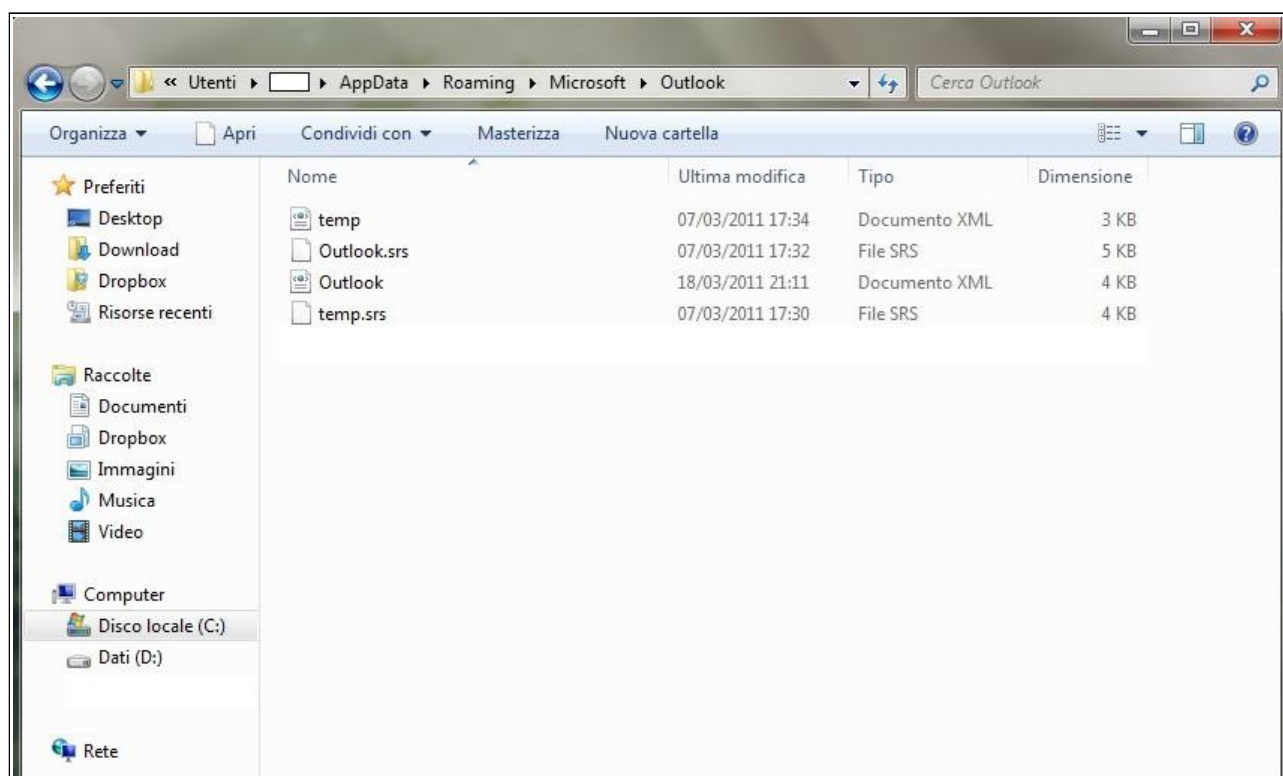 « Utenti ▸ ▸ AppData ▸ Roaming ▸ Microsoft ▸ Outlook
Cerca Outlook
Organizza Apri Condividi con Masterizza Nuova cartella
Preferiti
Desktop
Download
Dropbox
Risorse recenti
Raccolte
Documenti
Dropbox
Immagini
Musica
Video
Computer
Disco locale (C:)
Dati (D:)
Rete
Nome Ultima modifica Tipo Dimensione
temp 07/03/2011 17:34 Documento XML 3 KB
Outlook.srs 07/03/2011 17:32 File SRS 5 KB
Outlook 18/03/2011 21:11 Documento XML 4 KB
temp.srs 07/03/2011 17:30 File SRS 4 KB